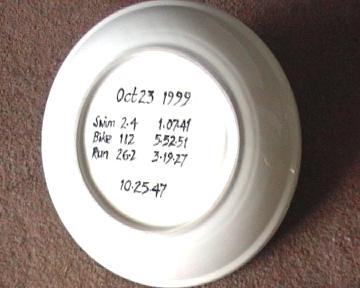 Oct 23 1999
Swim 2.4 1.07.41
Bike 112 5.52.51
Run 26.2 3.19.27
10.25.47